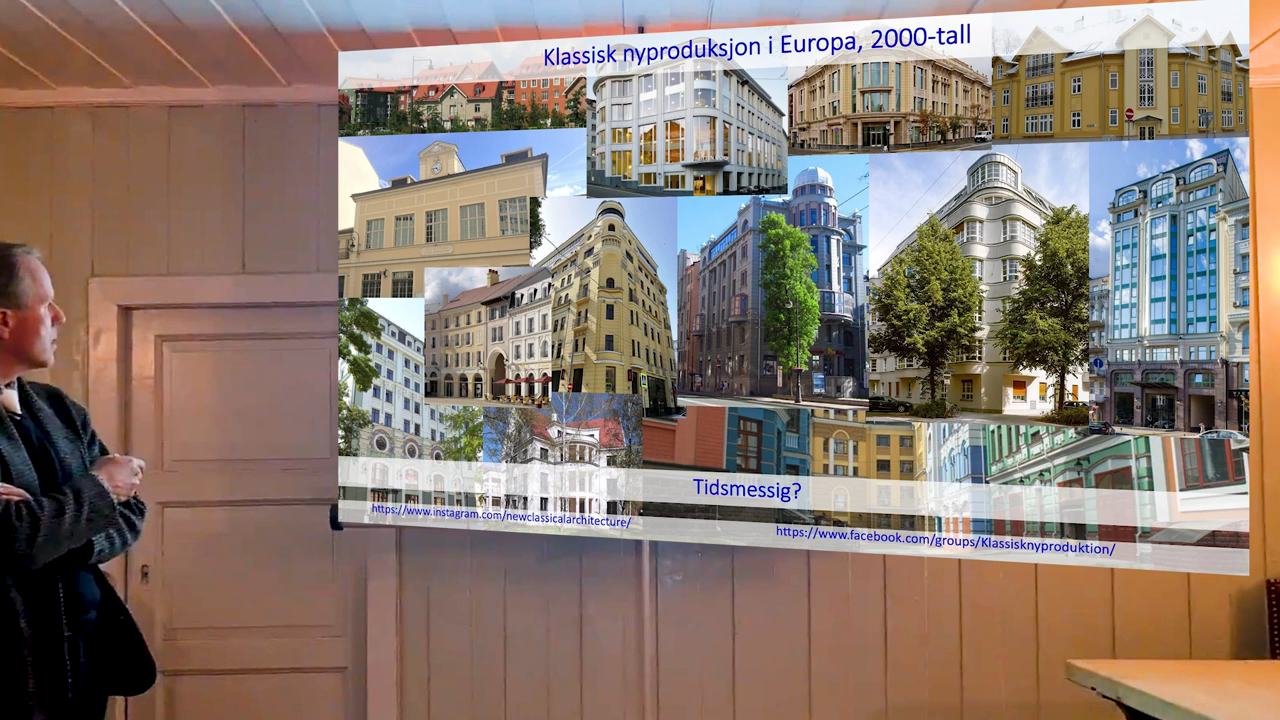 Klassisk nyproduksjon i Europa, 2000-tall
Tidsmessig?
https://www.instagram.com/newclassicalarchitecture/
https://www.facebook.com/groups/Klassisknyproduktion/